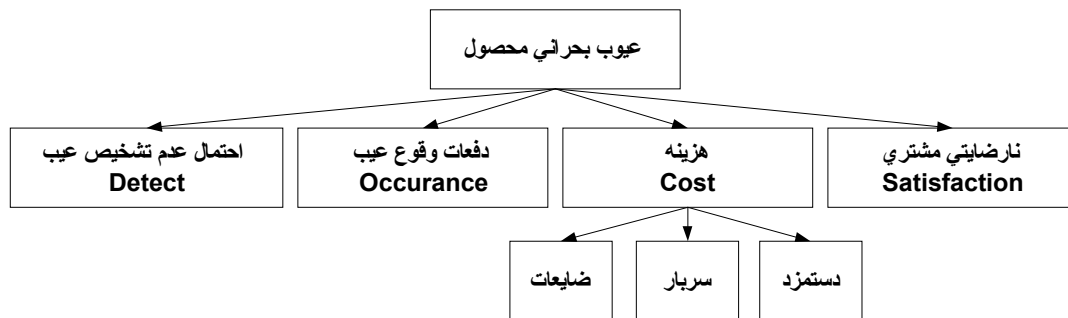 عيوب بحراني محصول
نارضايتي مشتري
Satisfaction
هزينه
Cost
دفعات وقوع عيب
Occurance
احتمال عدم تشخيص عيب
Detect
دستمزد
سربار
ضايعات